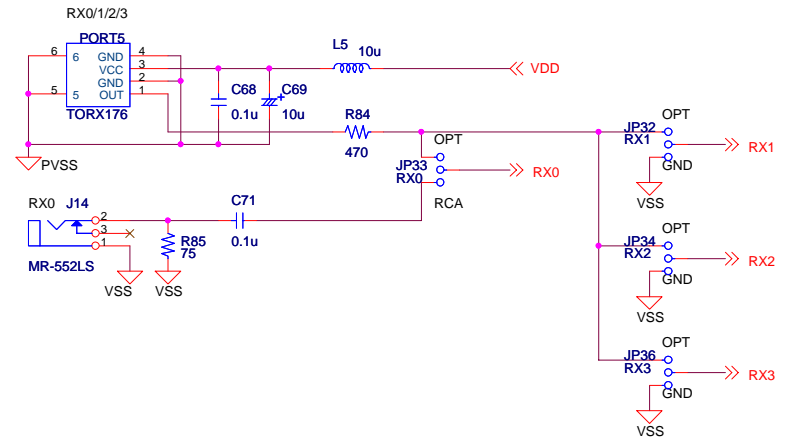 RX0/1/2/3
PORT5
6 6 GND 4
VCC 3
GND 2
5 5 OUT 1
TORX176
L5
10u
VDD
C68
0.1u
C69
10u
+
R84
470
OPT
JP33
RX0
RCA
RX0
PVSS
RX0 J14
2
3
1
MR-552LS
VSS
R85
75
VSS
C71
0.1u
OPT
JP32
RX1
GND
VSS
RX1
OPT
JP34
RX2
GND
VSS
RX2
OPT
JP36
RX3
GND
VSS
RX3